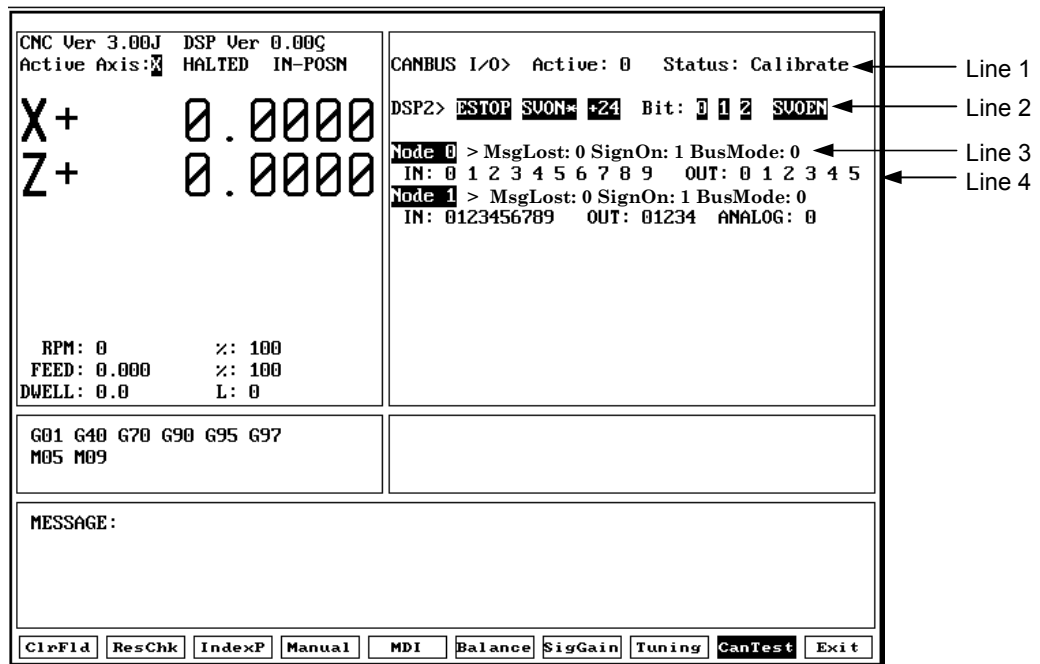 CNC Ver 3.00J DSP Ver 0.00Ç
Active Axis:X HALTED IN-POSN
X+ 0.0000
Z+ 0.0000
RPM: 0 %: 100
FEED: 0.000 %: 100
DWELL: 0.0 L: 0
CANBUS I/O> Active: 0 Status: Calibrate
Line 1
DSP2> ESTOP SVON* +24 Bit: 0 1 2 SVOEN
Line 2
Node 0 > MsgLost: 0 SignOn: 1 BusMode: 0
Line 3
IN: 0 1 2 3 4 5 6 7 8 9 OUT: 0 1 2 3 4 5
Line 4
Node 1 > MsgLost: 0 SignOn: 1 BusMode: 0
IN: 0123456789 OUT: 01234 ANALOG: 0
G01 G40 G70 G90 G95 G97
M05 M09
MESSAGE:
ClrFld ResChk IndexP Manual MDI Balance SigGain Tuning CanTest Exit